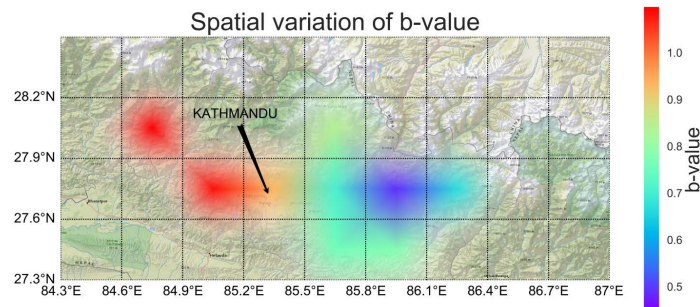 Spatial variation of b-value
28.2°N
27.9°N
27.6°N
27.3°N
KATHMANDU
84.3°E 84.6°E 84.9°E 85.2°E 85.5°E 85.8°E 86.1°E 86.4°E 86.7°E 87°E
1.0
0.9
0.8
0.7
0.6
0.5
b-value